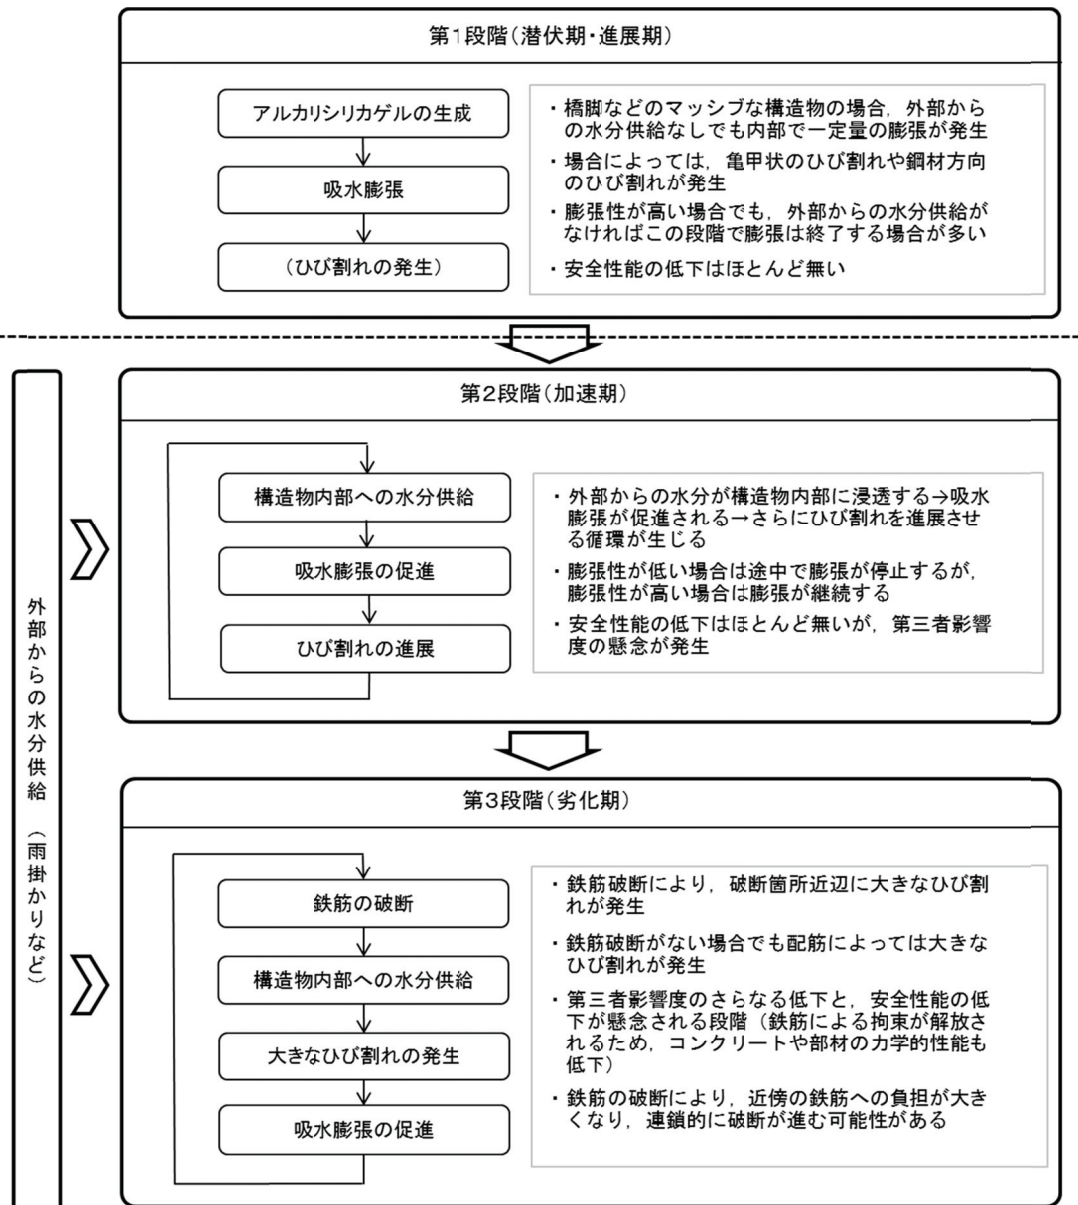 第1段階(潜伏期・進展期)
アルカリシリカゲルの生成
吸水膨張
(ひび割れの発生)
・橋脚などのマッシブな構造物の場合,外部から
の水分供給なしでも内部で一定量の膨張が発生
・場合によっては,亀甲状のひび割れや鋼材方向
のひび割れが発生
・膨張性が高い場合でも,外部からの水分供給が
なければこの段階で膨張は終了する場合が多い
・安全性能の低下はほとんど無い
外部からの水分供給 (雨掛かりなど)
第2段階(加速期)
構造物内部への水分供給
吸水膨張の促進
ひび割れの進展
・外部からの水分が構造物内部に浸透する→吸水
膨張が促進される→さらにひび割れを進展させ
る循環が生じる
・膨張性が低い場合は途中で膨張が停止するが,
膨張性が高い場合は膨張が継続する
・安全性能の低下はほとんど無いが,第三者影響
度の懸念が発生
第3段階(劣化期)
鉄筋の破断
構造物内部への水分供給
大きなひび割れの発生
吸水膨張の促進
・鉄筋破断により,破断箇所近辺に大きなひび割
れが発生
・鉄筋破断がない場合でも配筋によっては大きな
ひび割れが発生
・第三者影響度のさらなる低下と,安全性能の低
下が懸念される段階(鉄筋による拘束が解放さ
れるため,コンクリートや部材の力学的性能も
低下)
・鉄筋の破断により,近傍の鉄筋への負担が大き
くなり,連鎖的に破断が進む可能性がある